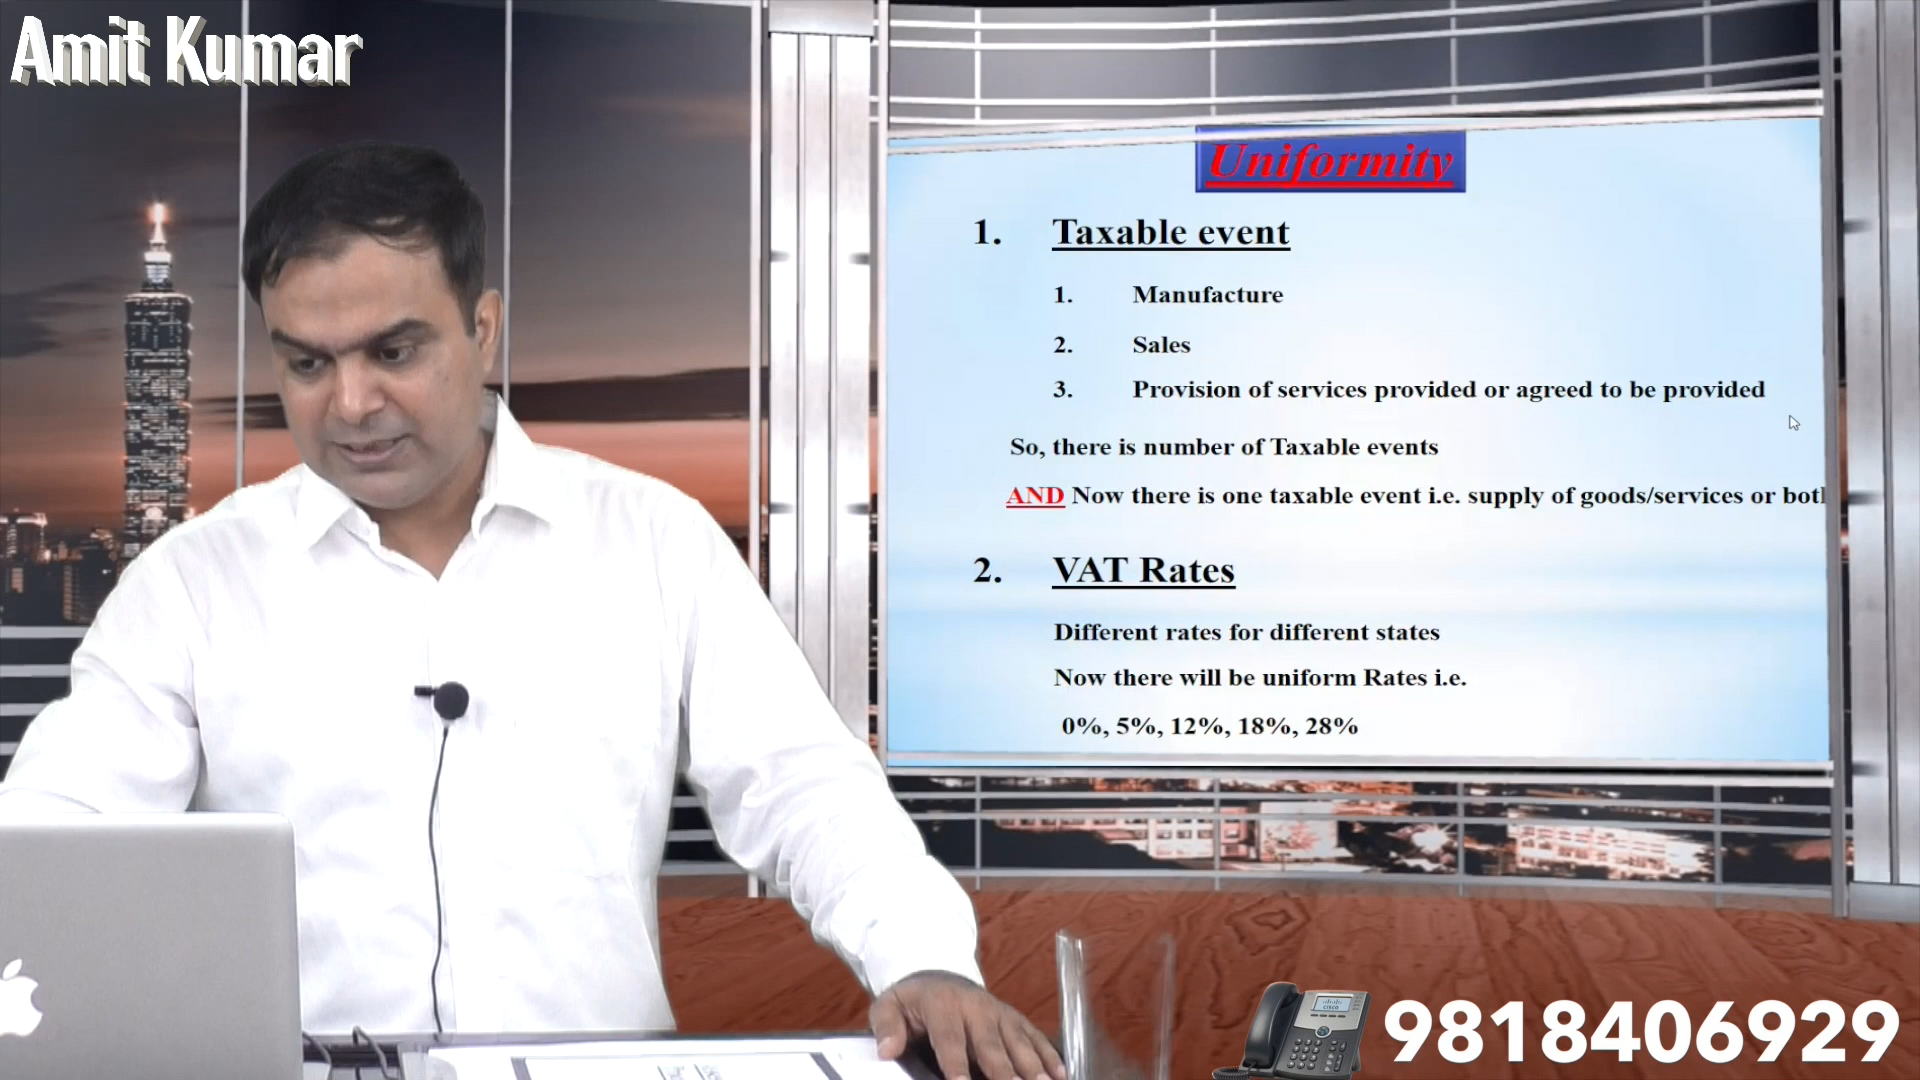 Amit Kumar
Uniformity
1. Taxable event
1. Manufacture
2. Sales
3. Provision of services provided or agreed to be provided
So, there is number of Taxable events
AND Now there is one taxable event i.e. supply of goods/services or
2. VAT Rates
Different rates for different states
Now there will be uniform Rates i.e.
0%, 5%, 12%, 18%, 28%
9818406929